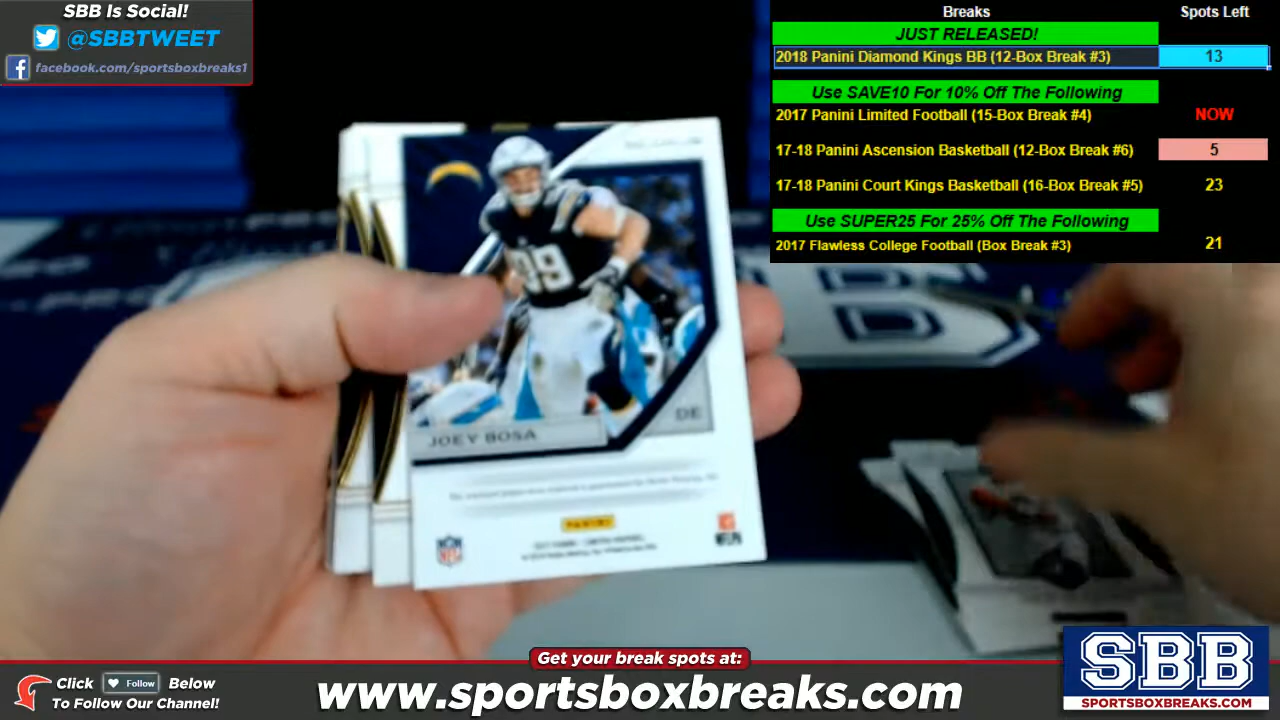 SBB Is Social!
@SBBTWEET
facebook.com/sportsboxbreaks1
Breaks Spots Left
JUST RELEASED!
2018 Panini Diamond Kings BB (12-Box Break #3) 13
Use SAVE10 For 10% Off The Following
2017 Panini Limited Football (15-Box Break #4) NOW
17-18 Panini Ascension Basketball (12-Box Break #6) 5
17-18 Panini Court Kings Basketball (16-Box Break #5) 23
Use SUPER25 For 25% Off The Following
2017 Flawless College Football (Box Break #3) 21
99
JOEY BOSA
DE
PANINI
NFL
Get your break spots at:
Click Follow Below
To Follow Our Channel!
www.sportsboxbreaks.com
SBB
SPORTSBOXBREAKS.COM